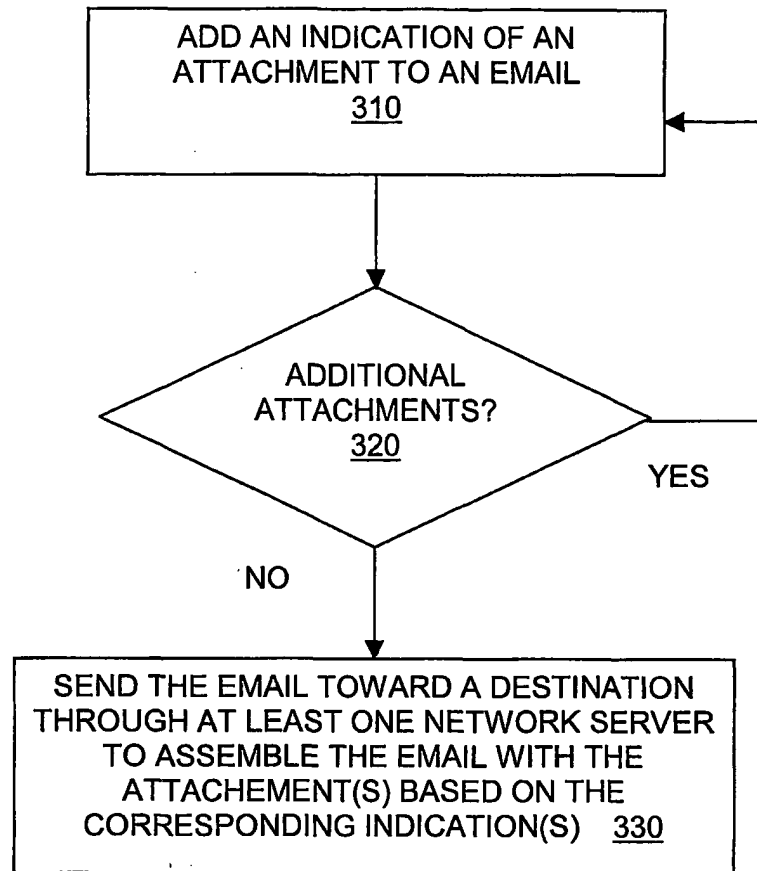 ADD AN INDICATION OF AN
ATTACHMENT TO AN EMAIL
310
ADDITIONAL
ATTACHMENTS?
320
YES
NO
SEND THE EMAIL TOWARD A DESTINATION
THROUGH AT LEAST ONE NETWORK SERVER
TO ASSEMBLE THE EMAIL WITH THE
ATTACHEMENT(S) BASED ON THE
CORRESPONDING INDICATION(S) 330